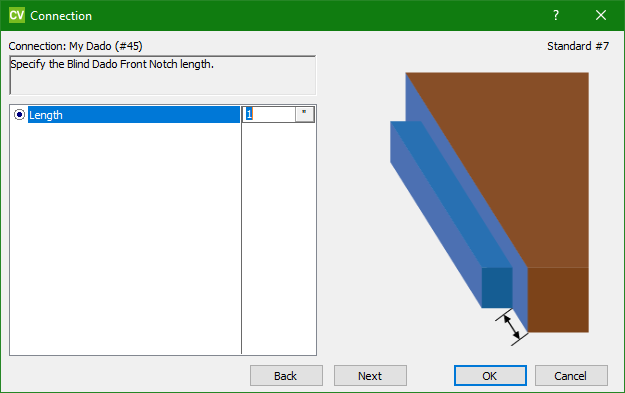 CV Connection ?
Connection: My Dado (#45) Standard #7
Specify the Blind Dado Front Notch length.
Length 1 "
Back Next OK Cancel